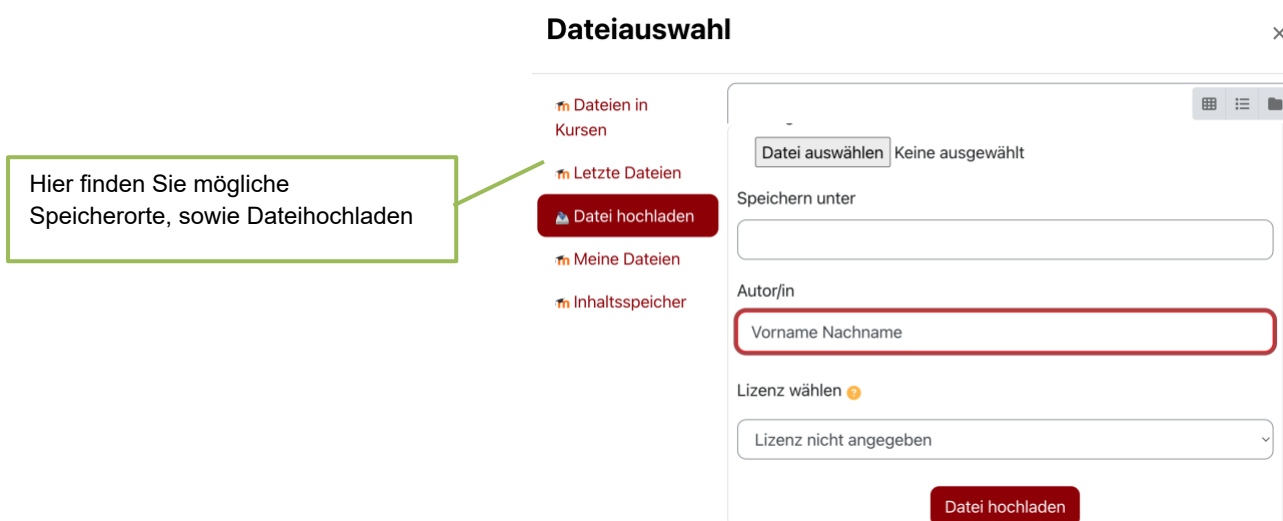 Dateiauswahl
Dateien in
Kursen
Letzte Dateien
Datei hochladen
Meine Dateien
Inhaltsspeicher
Hier finden Sie mögliche
Speicherorte, sowie Dateihochladen
Datei auswählen Keine ausgewählt
Speichern unter
Autor/in
Vorname Nachname
Lizenz wählen ?
Lizenz nicht angegeben
Datei hochladen